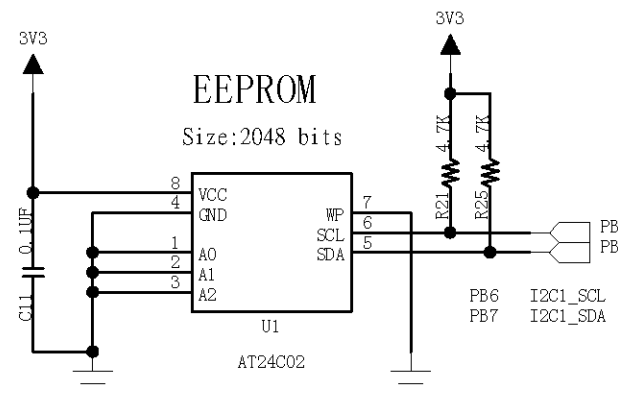 3V3
3V3
EEPROM
Size:2048 bits
4.7K
4.7K
8
VCC
4
GND
7
WP
6
SCL
5
SDA
1
A0
2
A1
3
A2
0.1UF
C11
R21
R25
PB
PB
PB6 I2C1_SCL
PB7 I2C1_SDA
U1
AT24C02